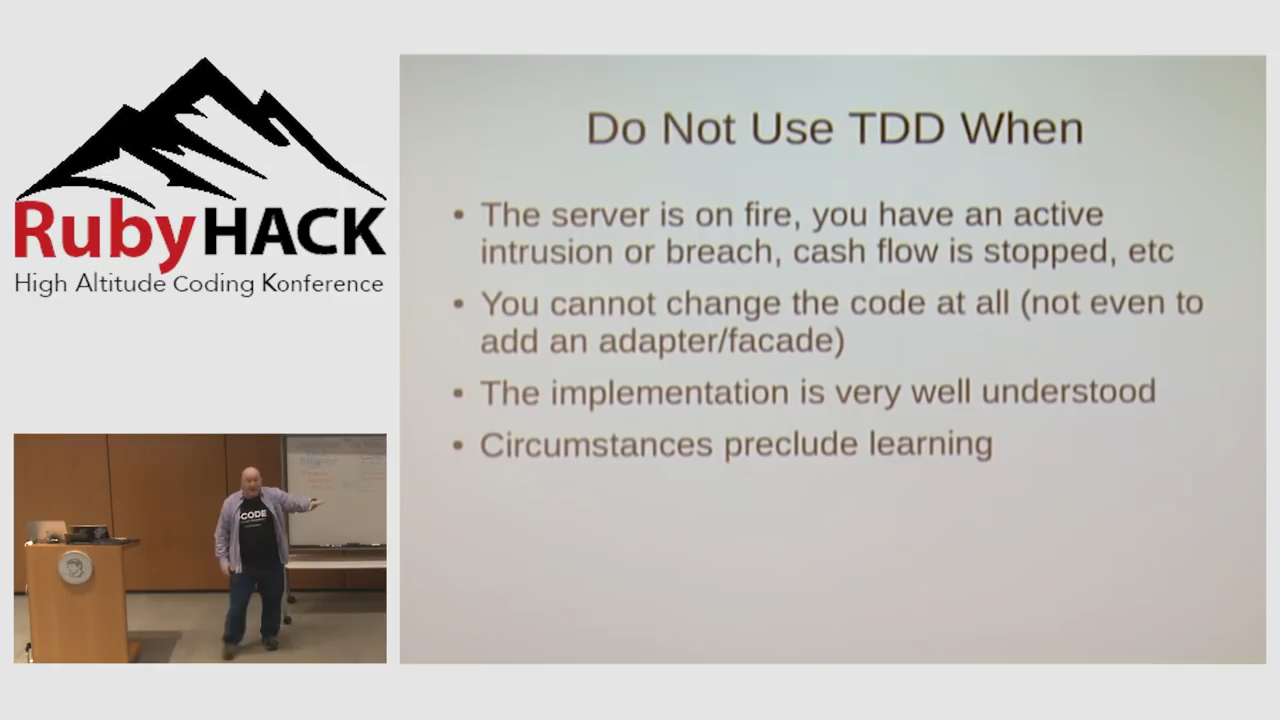 RubyHACK
High Altitude Coding Konference
Do Not Use TDD When
• The server is on fire, you have an active
intrusion or breach, cash flow is stopped, etc
• You cannot change the code at all (not even to
add an adapter/facade)
• The implementation is very well understood
• Circumstances preclude learning
CODE